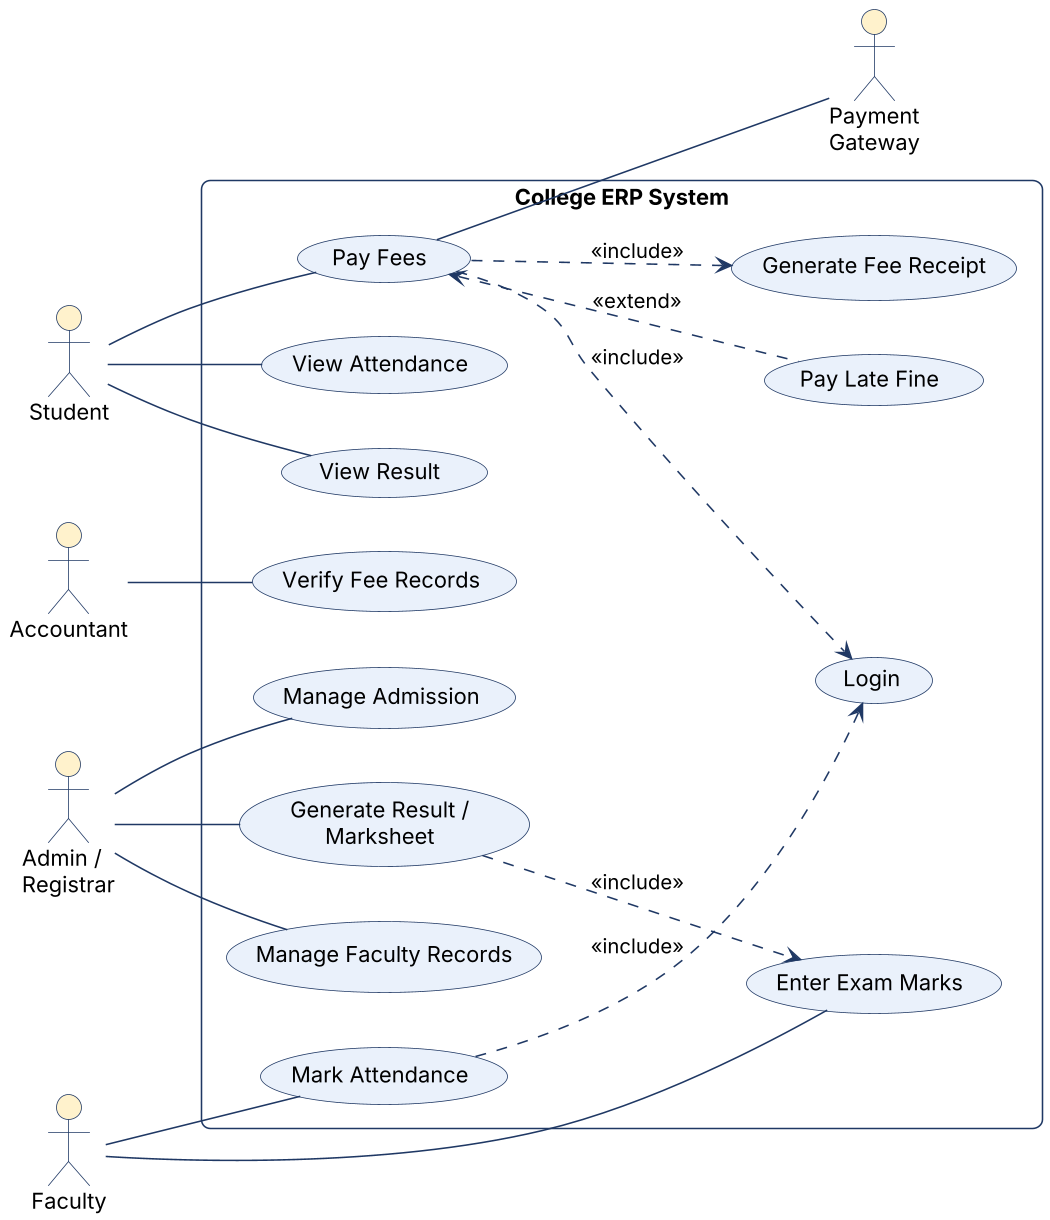 Payment
Gateway
College ERP System
Pay Fees
«include»
Generate Fee Receipt
«extend»
Student
View Attendance
«include»
Pay Late Fine
View Result
Accountant
Verify Fee Records
Login
Manage Admission
Admin /
Registrar
Generate Result /
Marksheet
«include»
Manage Faculty Records
«include»
Enter Exam Marks
Mark Attendance
Faculty